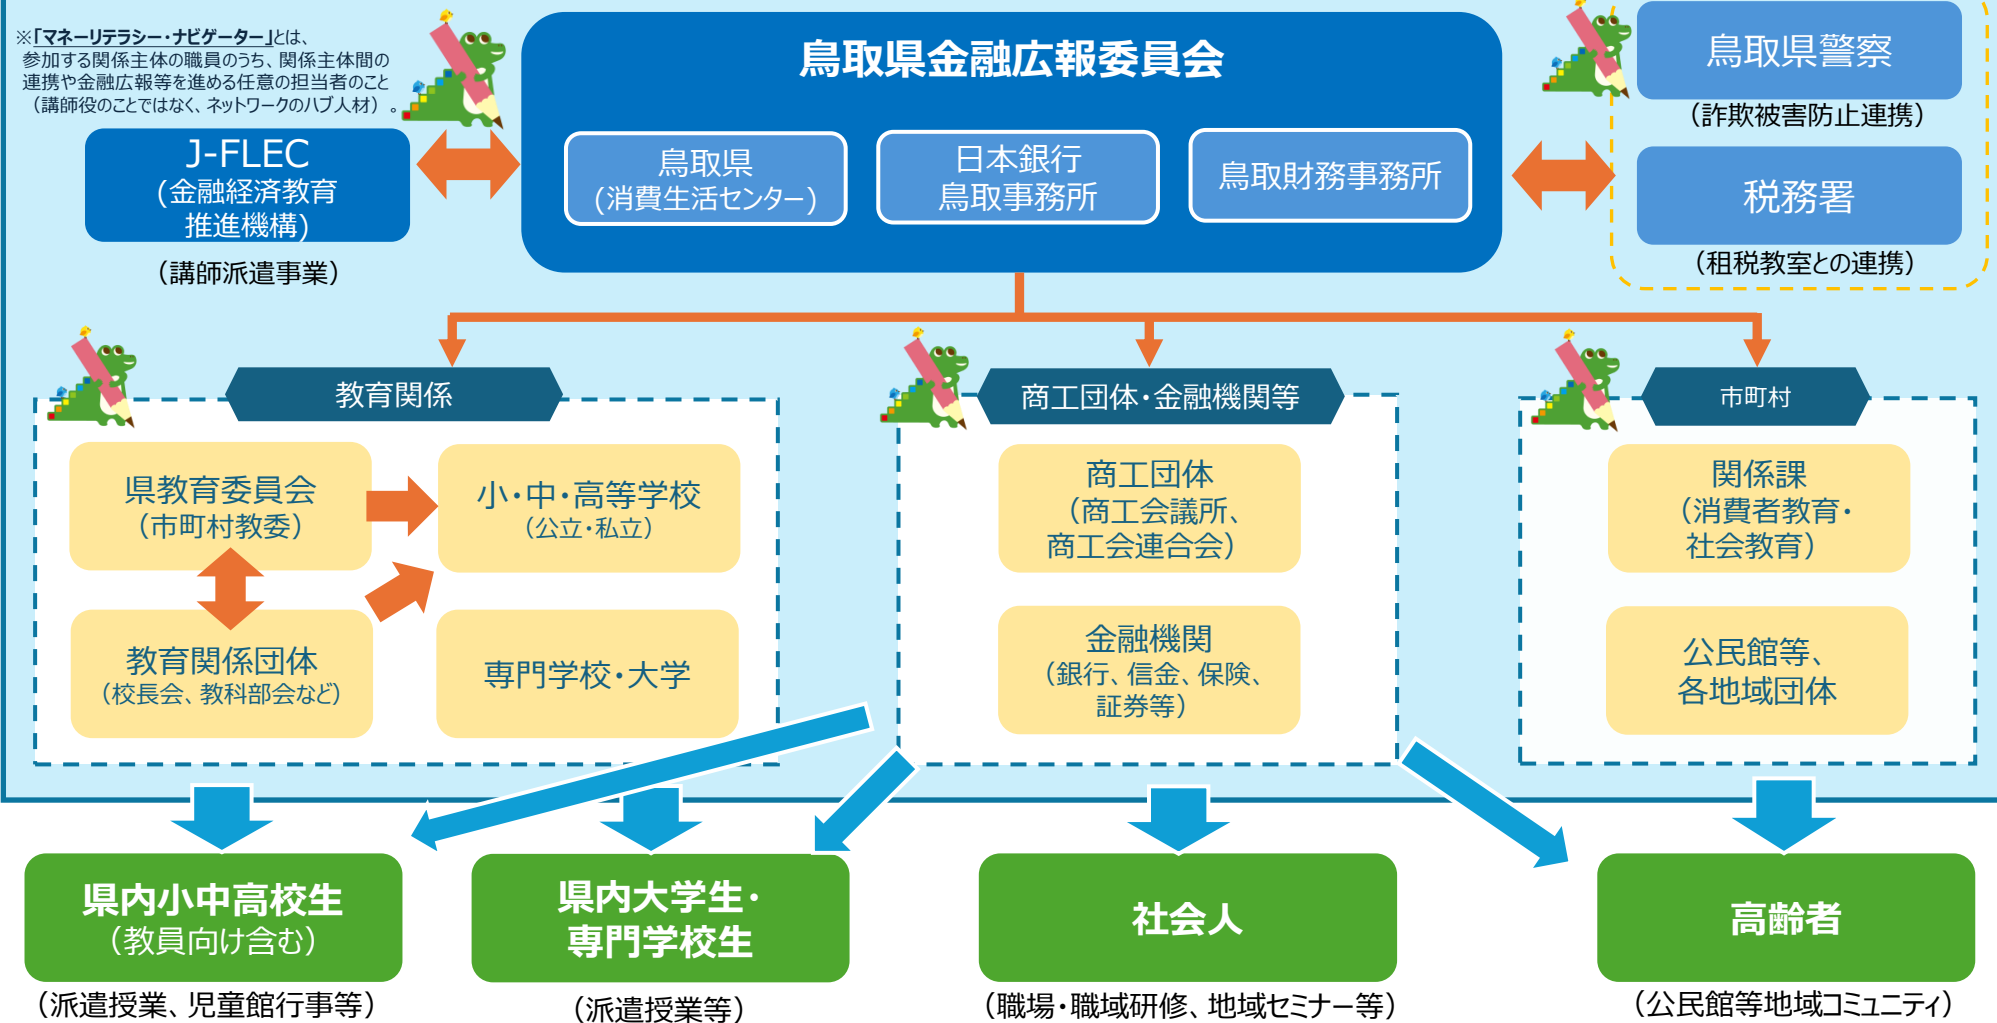 ※「マネーリテラシー・ナビゲーター」とは、
参加する関係主体の職員のうち、関係主体間の
連携や金融広報等を進める任意の担当者のこと
（講師役のことではなく、ネットワークのハブ人材）。
鳥取県金融広報委員会
鳥取県
(消費生活センター)
日本銀行
鳥取事務所
鳥取財務事務所
J-FLEC
(金融経済教育
推進機構)
（講師派遣事業）
鳥取県警察
（詐欺被害防止連携）
税務署
（租税教室との連携）
教育関係
県教育委員会
（市町村教委）
小・中・高等学校
（公立・私立）
教育関係団体
（校長会、教科部会など）
専門学校・大学
商工団体・金融機関等
商工団体
（商工会議所、
商工会連合会）
金融機関
（銀行、信金、保険、
証券等）
市町村
関係課
（消費者教育・
社会教育）
公民館等、
各地域団体
県内小中高校生
（教員向け含む）
（派遣授業、児童館行事等）
県内大学生・
専門学校生
（派遣授業等）
社会人
（職場・職域研修、地域セミナー等）
高齢者
（公民館等地域コミュニティ）